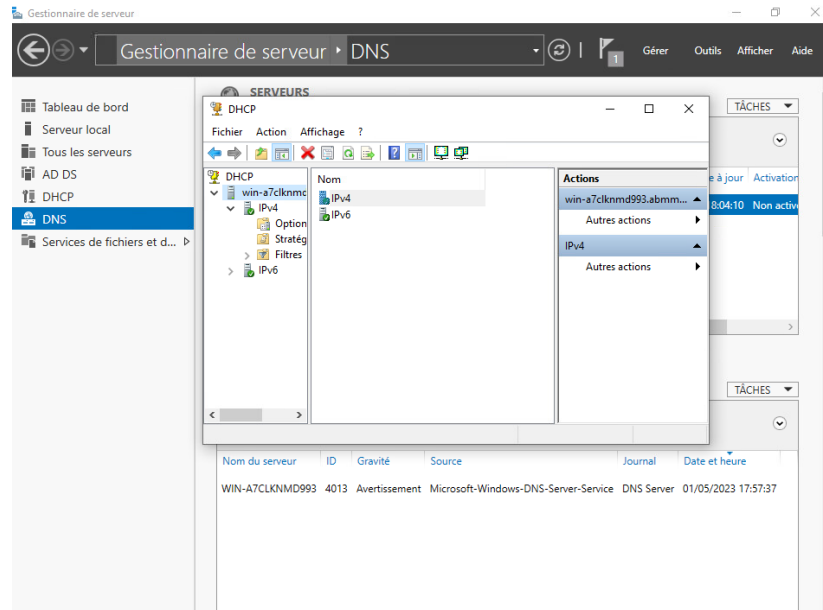 Gestionnaire de serveur
Gestionnaire de serveur • DNS
1
Gérer Outils Afficher Aide
Tableau de bord
Serveur local
Tous les serveurs
AD DS
DHCP
DNS
Services de fichiers et d...
SERVEURS
TÂCHES
e à jour Activation
8:04:10 Non active
DHCP
Fichier Action Affichage ?
DHCP
win-a7clknmd
IPv4
Option
Stratég
Filtres
IPv6
Nom
IPv4
IPv6
Actions
win-a7clknmd993.abmm...
Autres actions
IPv4
Autres actions
TÂCHES
Nom du serveur ID Gravité Source Journal Date et heure
WIN-A7CLKNMD993 4013 Avertissement Microsoft-Windows-DNS-Server-Service DNS Server 01/05/2023 17:57:37